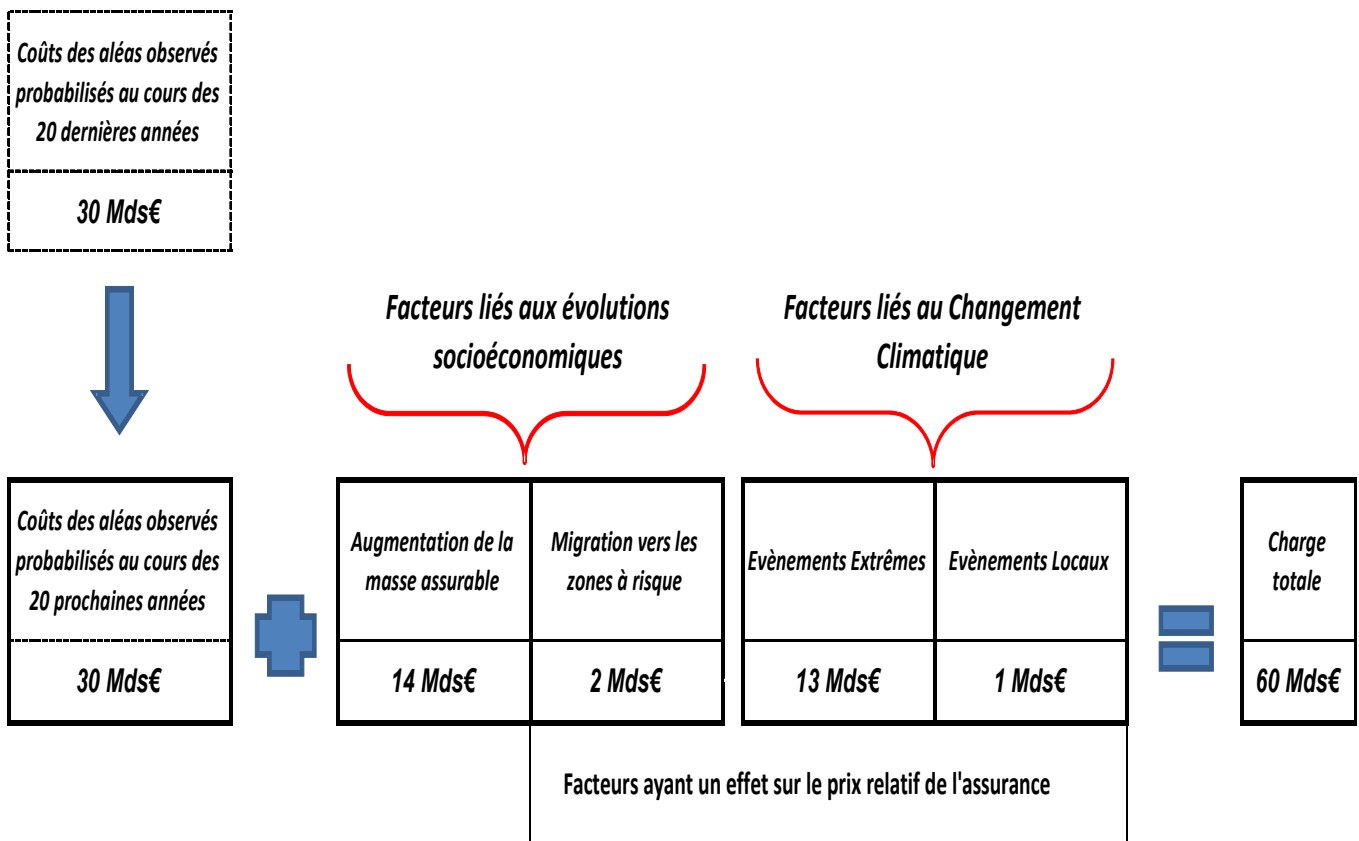 Coûts des aléas observés
probabilisés au cours des
20 dernières années
30 Mds€
Facteurs liés aux évolutions
socioéconomiques
Facteurs liés au Changement
Climatique
Coûts des aléas observés
probabilisés au cours des
20 prochaines années
30 Mds€
Augmentation de la
masse assurable
14 Mds€
Migration vers les
zones à risque
2 Mds€
Evènements Extrêmes
13 Mds€
Evènements Locaux
1 Mds€
Charge
totale
60 Mds€
Facteurs ayant un effet sur le prix relatif de l'assurance